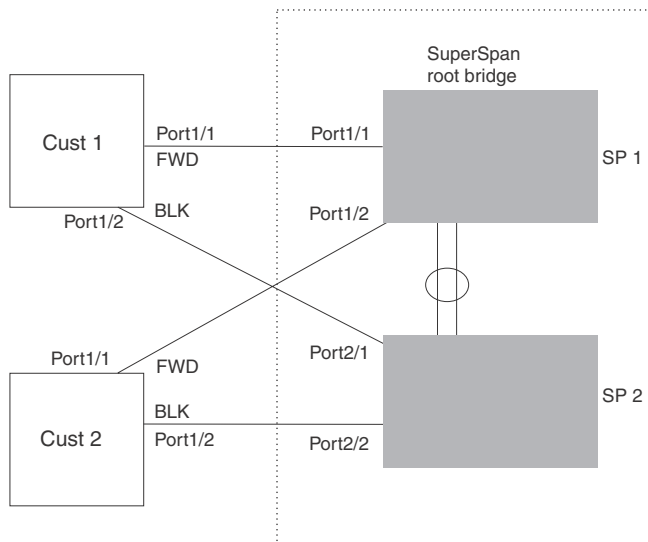 SuperSpan
root bridge
Cust 1
Port1/1
FWD
Port1/1
SP 1
BLK
Port1/2
Port1/2
Port1/1
FWD
Port2/1
SP 2
Cust 2
BLK
Port1/2
Port2/2